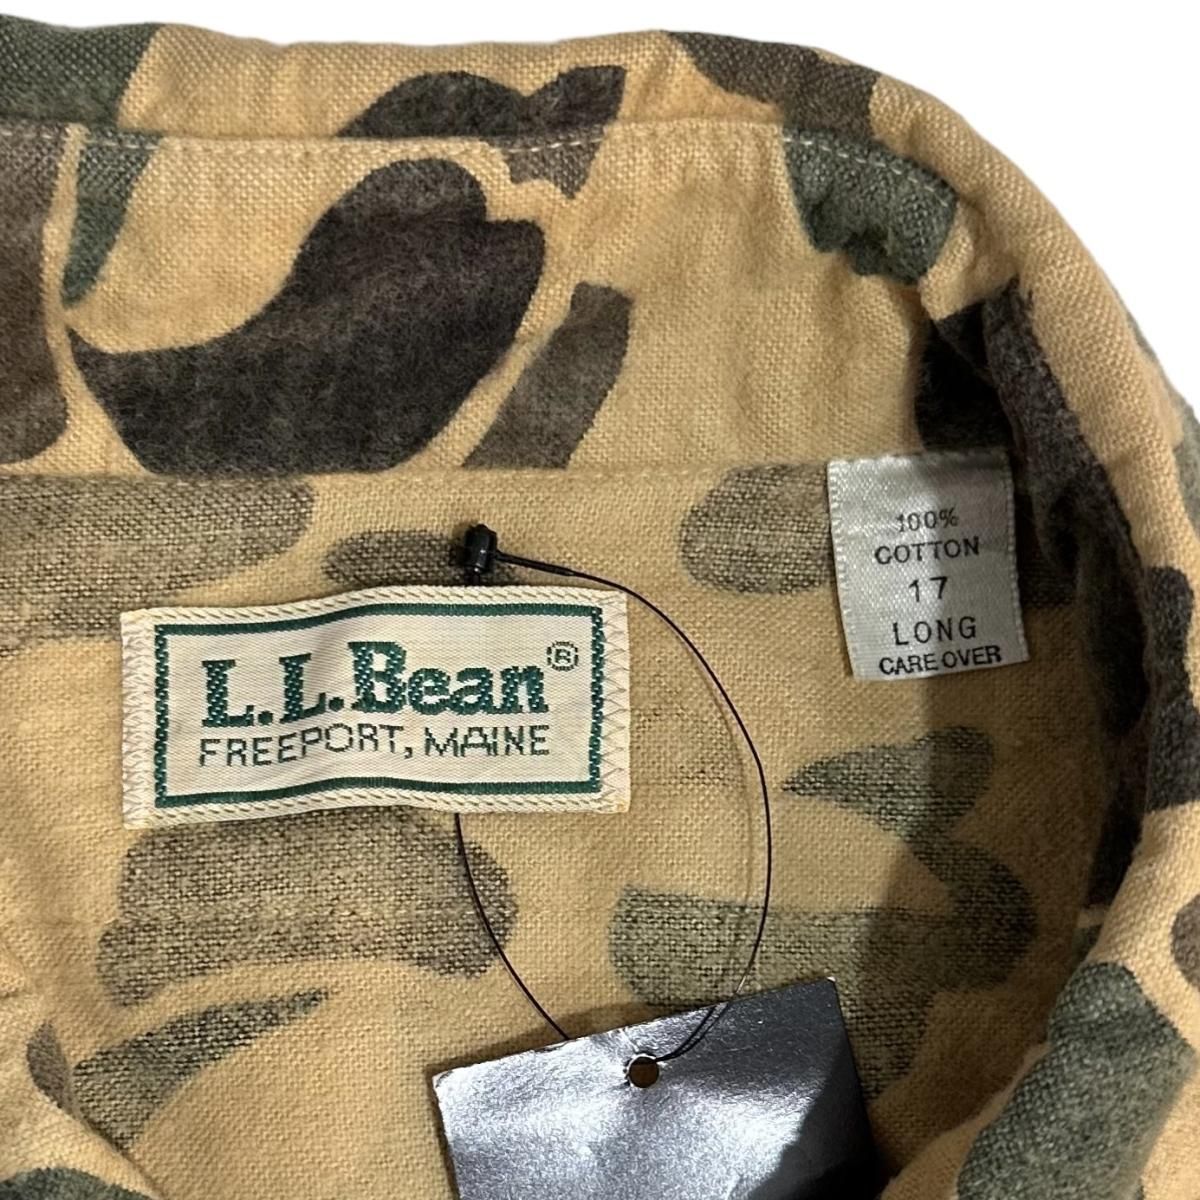 L.L.Bean®
FREEPORT, MAINE
100%
COTTON
17
LONG
CARE OVER